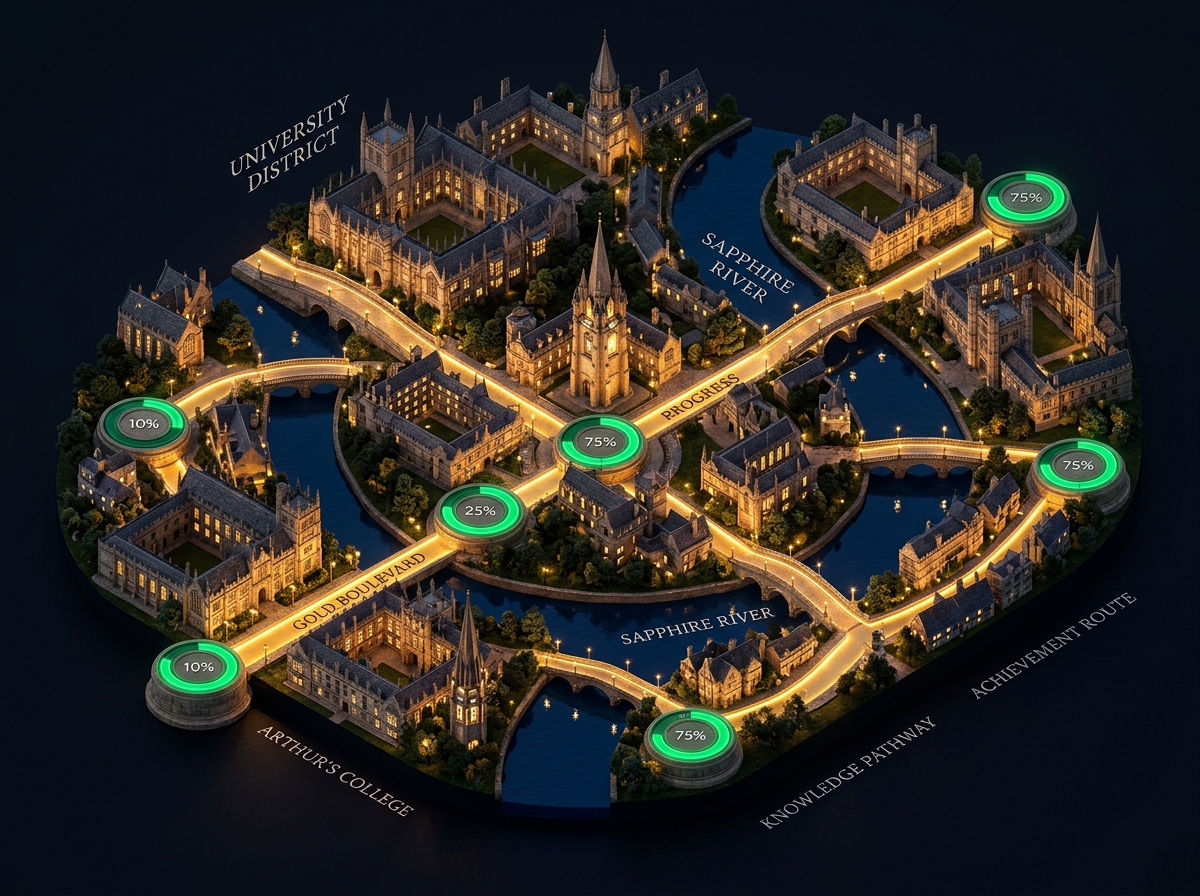 UNIVERSITY
DISTRICT
75%
SAPPHIRE
RIVER
PROGRESS
10%
75%
75%
25%
GOLD BOULEVARD
SAPPHIRE RIVER
10%
75%
ACHIEVEMENT ROUTE
KNOWLEDGE PATHWAY
ARTHUR'S COLLEGE